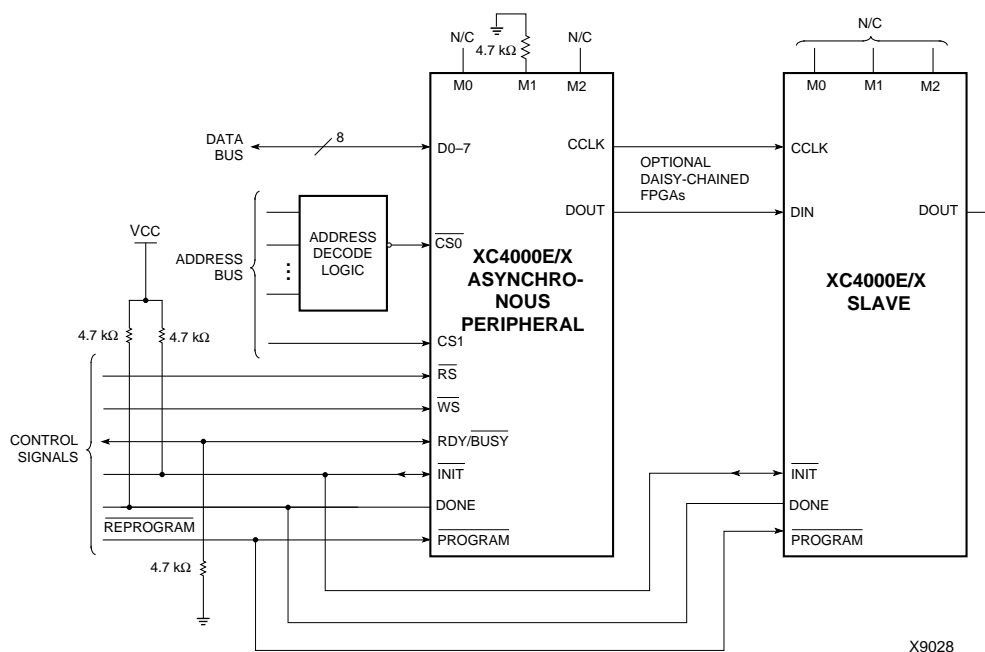 N/C
4.7 kΩ
N/C
N/C
M0
M1
M2
M0
M1
M2
DATA
BUS
8
D0–7
CCLK
CCLK
OPTIONAL
DAISY-CHAINED
FPGAs
DOUT
DIN
DOUT
ADDRESS
BUS
ADDRESS
DECODE
LOGIC
CS0
XC4000E/X
ASYNCHRO-
NOUS
PERIPHERAL
XC4000E/X
SLAVE
VCC
4.7 kΩ
4.7 kΩ
CS1
RS
WS
CONTROL
SIGNALS
RDY/BUSY
INIT
INIT
DONE
DONE
REPROGRAM
PROGRAM
PROGRAM
4.7 kΩ
X9028